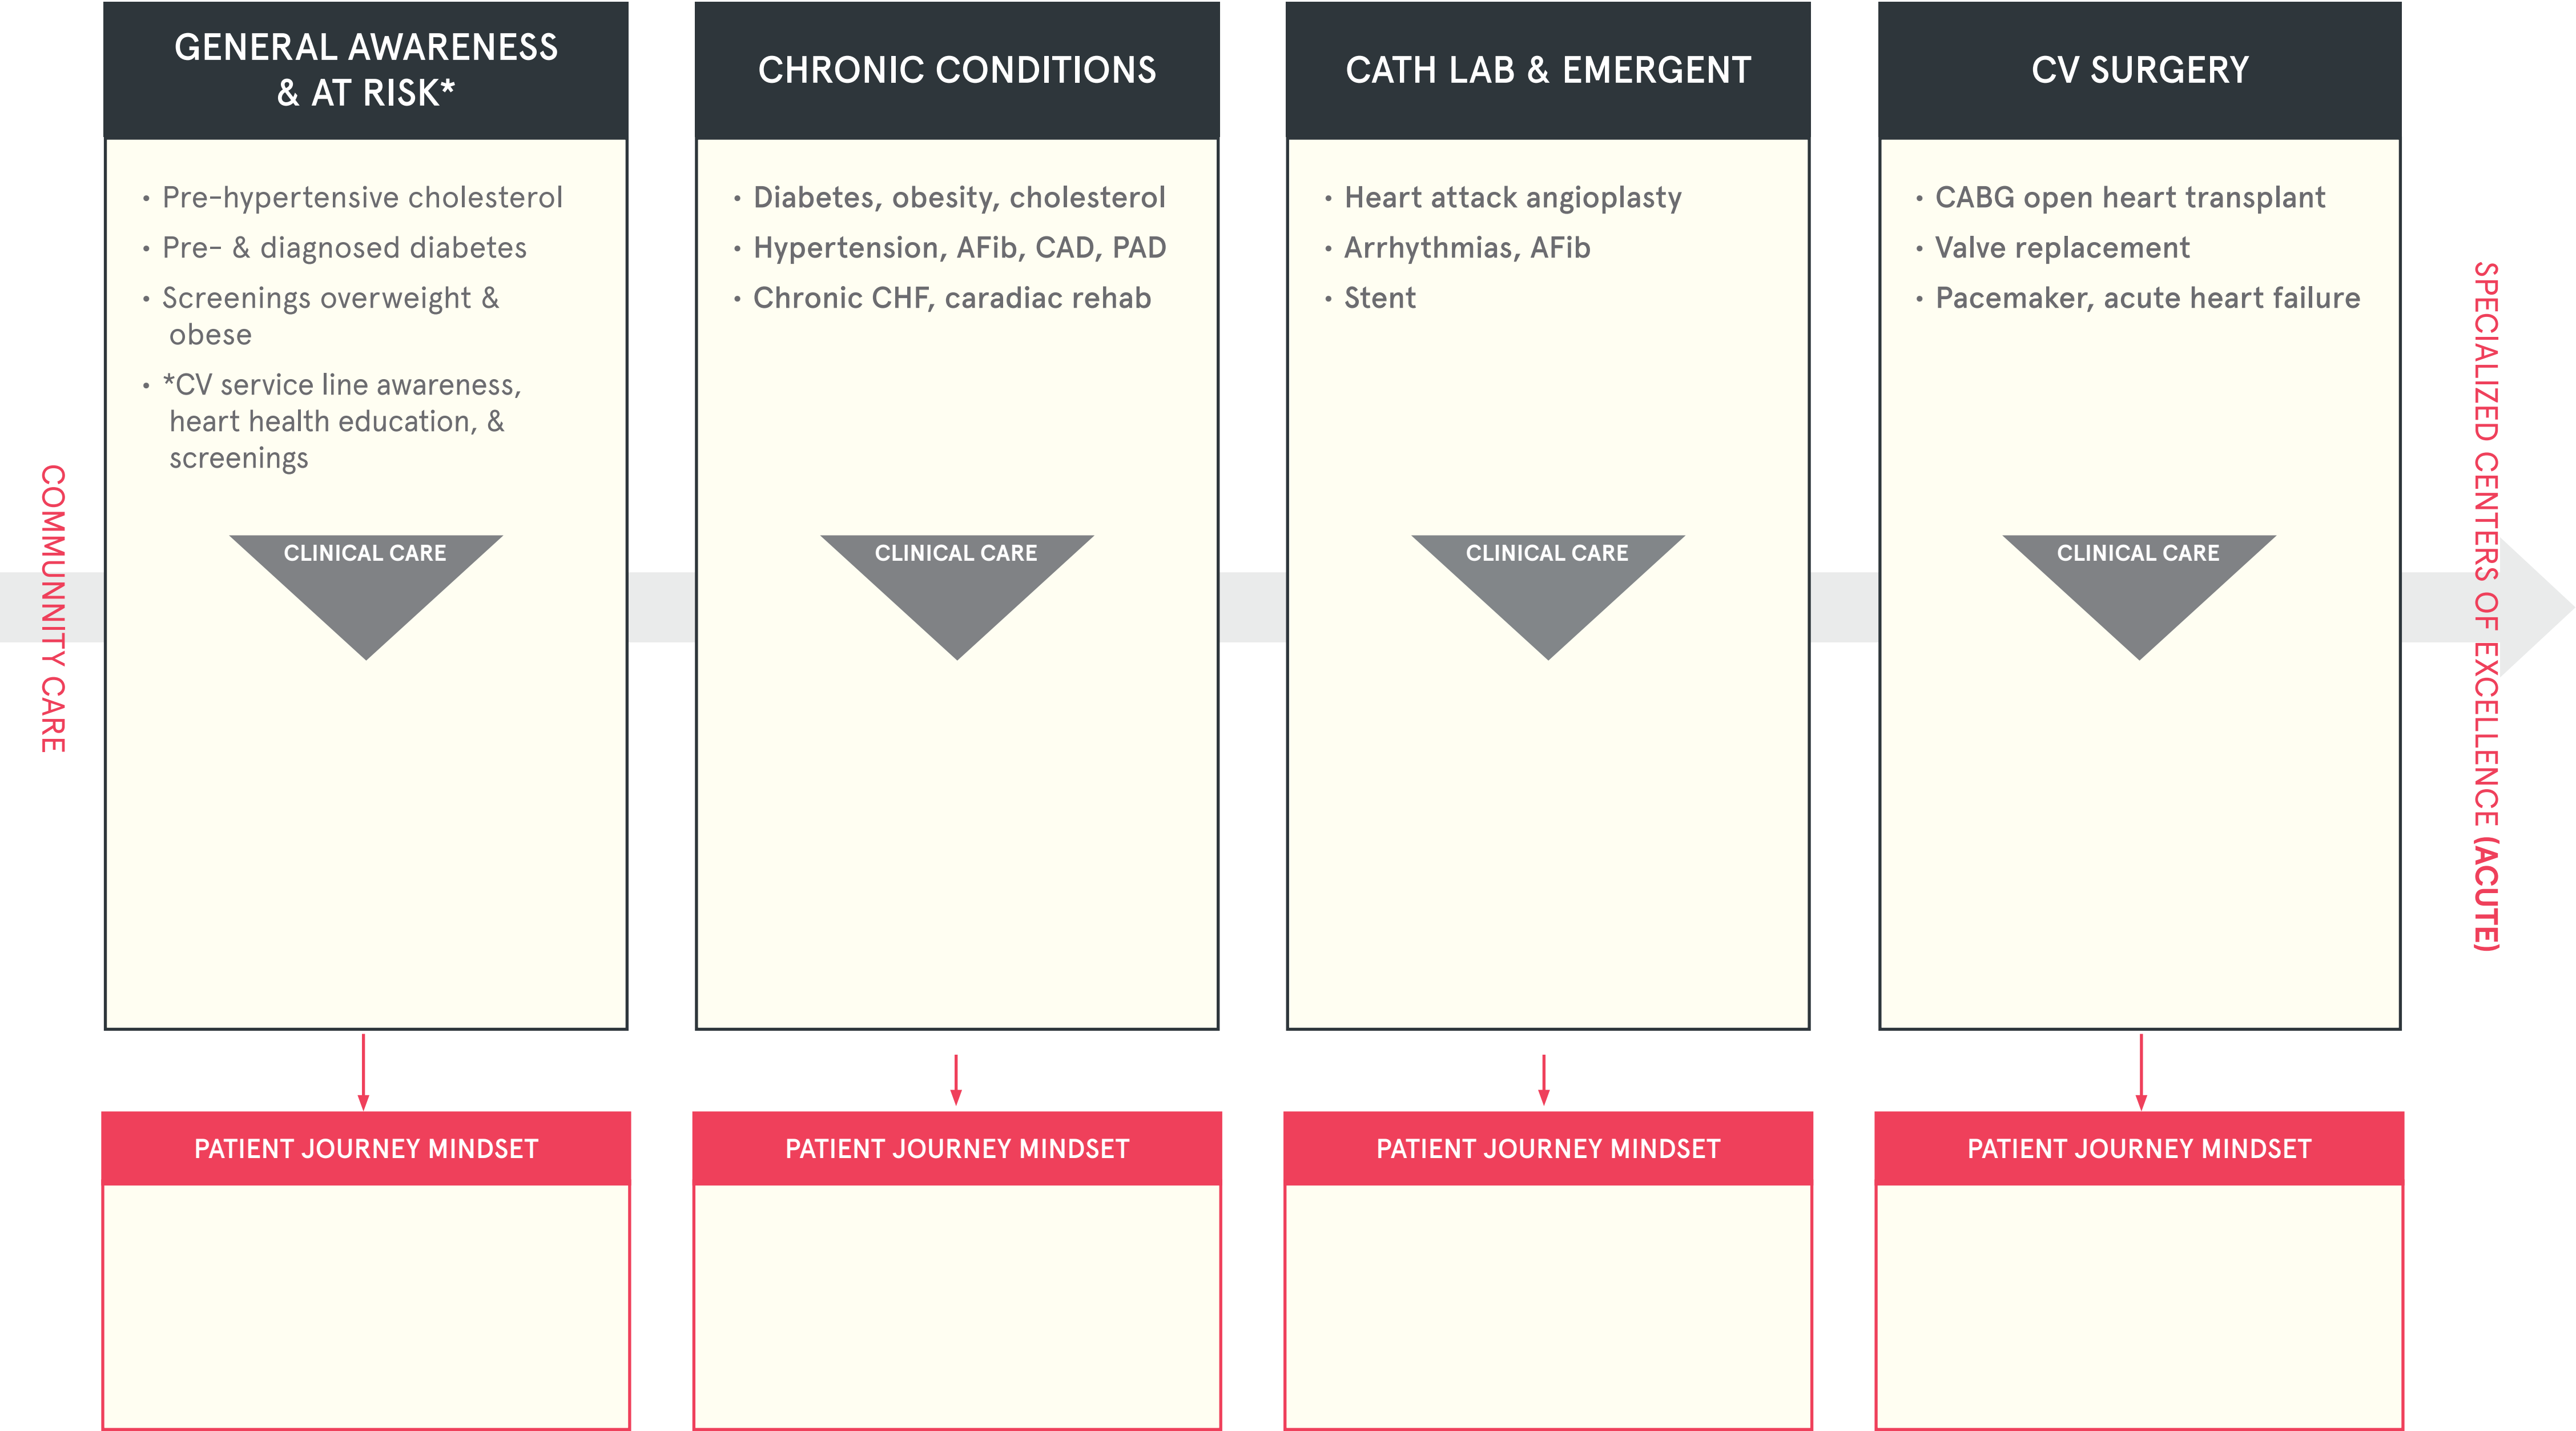 GENERAL AWARENESS
& AT RISK*
• Pre-hypertensive cholesterol
• Pre- & diagnosed diabetes
• Screenings overweight &
obese
• *CV service line awareness,
heart health education, &
screenings
CLINICAL CARE
CHRONIC CONDITIONS
• Diabetes, obesity, cholesterol
• Hypertension, AFib, CAD, PAD
• Chronic CHF, caradiac rehab
CLINICAL CARE
CATH LAB & EMERGENT
• Heart attack angioplasty
• Arrhythmias, AFib
• Stent
CLINICAL CARE
CV SURGERY
• CABG open heart transplant
• Valve replacement
• Pacemaker, acute heart failure
CLINICAL CARE
COMMUNNITY CARE
SPECIALIZED CENTERS OF EXCELLENCE (ACUTE)
PATIENT JOURNEY MINDSET
PATIENT JOURNEY MINDSET
PATIENT JOURNEY MINDSET
PATIENT JOURNEY MINDSET